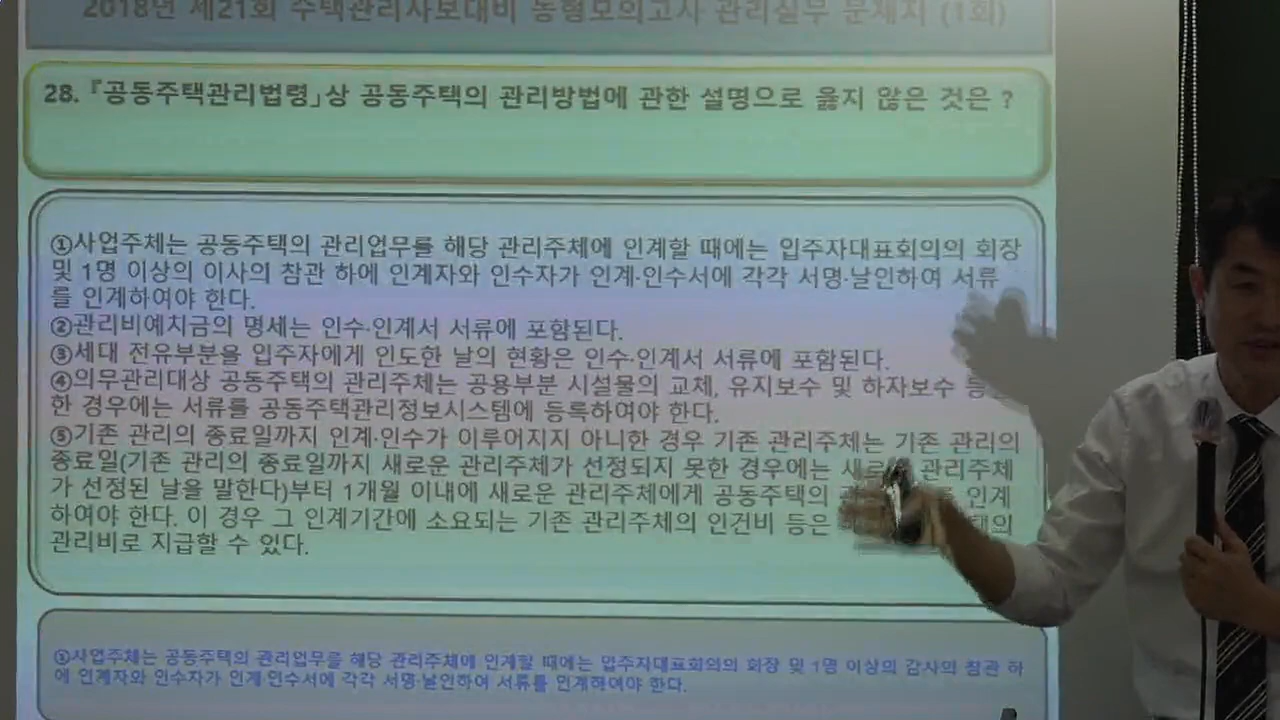 2018년 제21회 주택관리사보대비 동형모의고사 관리실무 문제지 (1회)
28. 『공동주택관리법령』상 공동주택의 관리방법에 관한 설명으로 옳지 않은 것은 ?
①사업주체는 공동주택의 관리업무를 해당 관리주체에 인계할 때에는 입주자대표회의의 회장
및 1명 이상의 이사의 참관 하에 인계자와 인수자가 인계·인수서에 각각 서명·날인하여 서류
를 인계하여야 한다.
②관리비예치금의 명세는 인수·인계서 서류에 포함된다.
③세대 전유부분을 입주자에게 인도한 날의 현황은 인수·인계서 서류에 포함된다.
④의무관리대상 공동주택의 관리주체는 공용부분 시설물의 교체, 유지보수 및 하자보수 등
한 경우에는 서류를 공동주택관리정보시스템에 등록하여야 한다.
⑤기존 관리의 종료일까지 인계·인수가 이루어지지 아니한 경우 기존 관리주체는 기존 관리의
종료일(기존 관리의 종료일까지 새로운 관리주체가 선정되지 못한 경우에는 새로운 관리주체
가 선정된 날을 말한다)부터 1개월 이내에 새로운 관리주체에게 공동주택의 인계
하여야 한다. 이 경우 그 인계기간에 소요되는 기존 관리주체의 인건비 등은
관리비로 지급할 수 있다.
①사업주체는 공동주택의 관리업무를 해당 관리주체에 인계할 때에는 입주자대표회의의 회장 및 1명 이상의 감사의 참관 하
에 인계자와 인수자가 인계·인수서에 각각 서명·날인하여 서류를 인계하여야 한다.